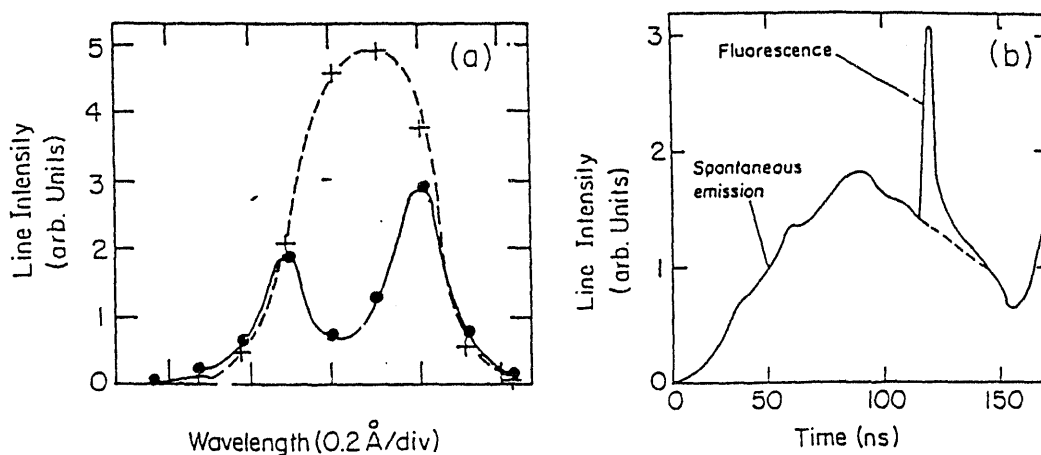 (a)
5
4
3
2
1
0
Line Intensity
(arb. Units)
Wavelength (0.2 Å/div)
(b)
3
2
1
0
Line Intensity
(arb. Units)
Fluorescence
Spontaneous
emission
0
50
100
150
Time (ns)